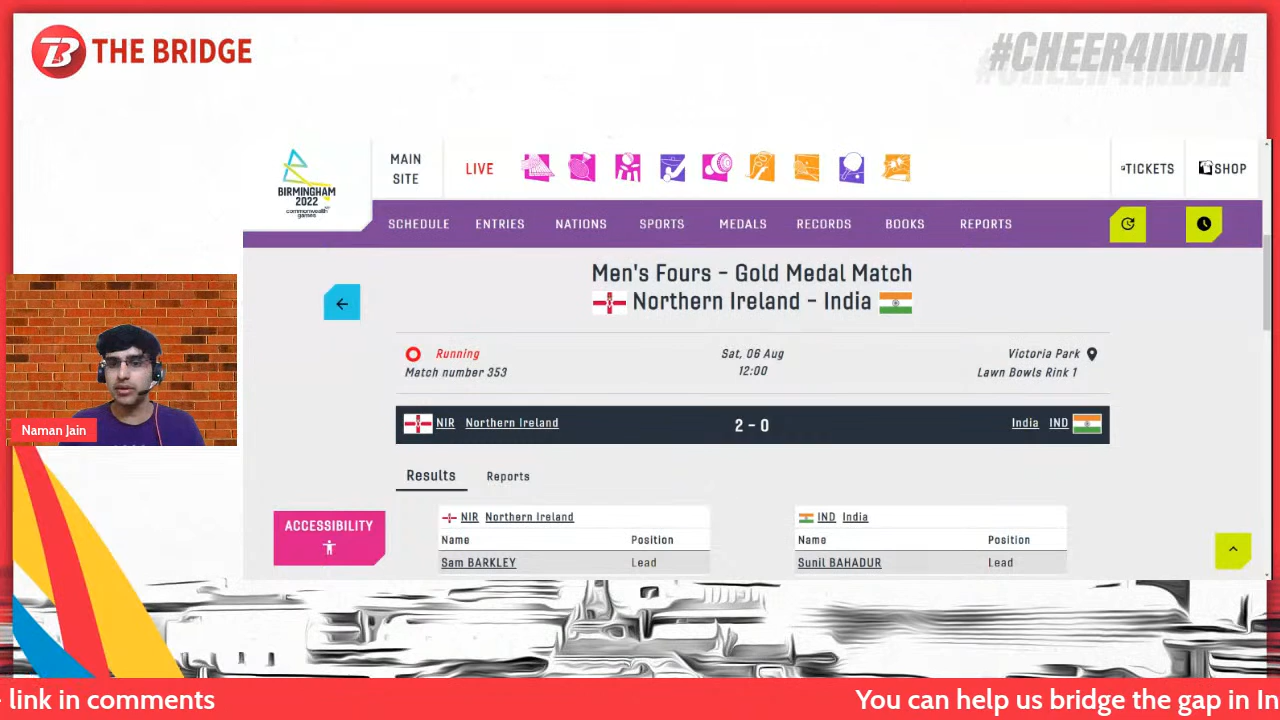 THE BRIDGE
#CHEER4INDIA
BIRMINGHAM
2022
commonwealth
games
MAIN
SITE
LIVE
TICKETS
SHOP
SCHEDULE ENTRIES NATIONS SPORTS MEDALS RECORDS BOOKS REPORTS
Men's Fours - Gold Medal Match
Northern Ireland - India
Running
Match number 353
Sat, 06 Aug
12:00
Victoria Park
Lawn Bowls Rink 1
NIR Northern Ireland 2 - 0 India IND
Results Reports
NIR Northern Ireland
Name Position
Sam BARKLEY Lead
IND India
Name Position
Sunil BAHADUR Lead
ACCESSIBILITY
Naman Jain
link in comments
You can help us bridge the gap in In